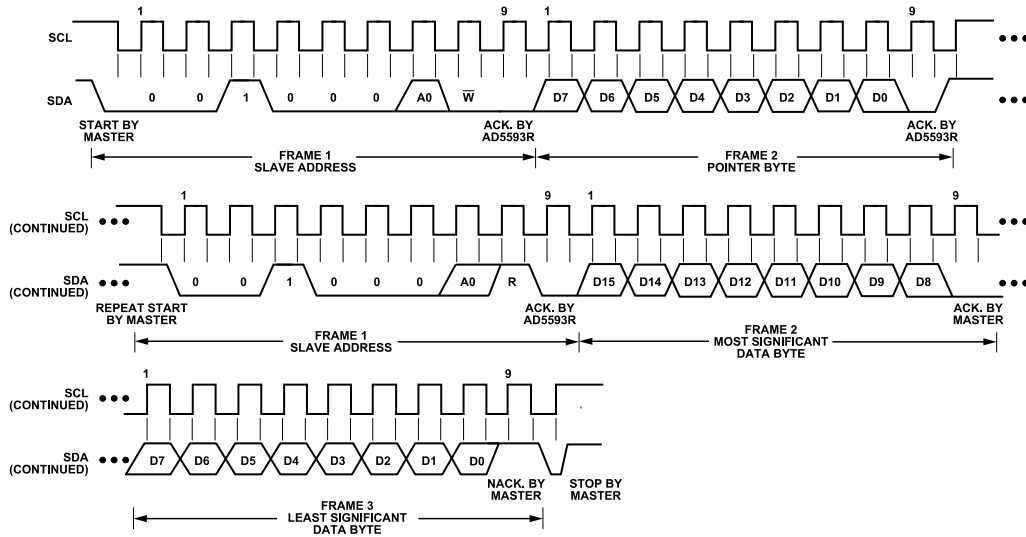 1 9 1 9
SCL
SDA 0 0 1 0 0 0 A0 W̅ D7 D6 D5 D4 D3 D2 D1 D0
START BY
MASTER
ACK. BY
AD5593R
ACK. BY
AD5593R
FRAME 1
SLAVE ADDRESS
FRAME 2
POINTER BYTE
1 9 1 9
SCL
(CONTINUED)
SDA
(CONTINUED)
0 0 1 0 0 0 A0 R D15 D14 D13 D12 D11 D10 D9 D8
REPEAT START
BY MASTER
ACK. BY
AD5593R
ACK. BY
MASTER
FRAME 1
SLAVE ADDRESS
FRAME 2
MOST SIGNIFICANT
DATA BYTE
1 9
SCL
(CONTINUED)
SDA
(CONTINUED)
D7 D6 D5 D4 D3 D2 D1 D0
NACK. BY
MASTER
STOP BY
MASTER
FRAME 3
LEAST SIGNIFICANT
DATA BYTE